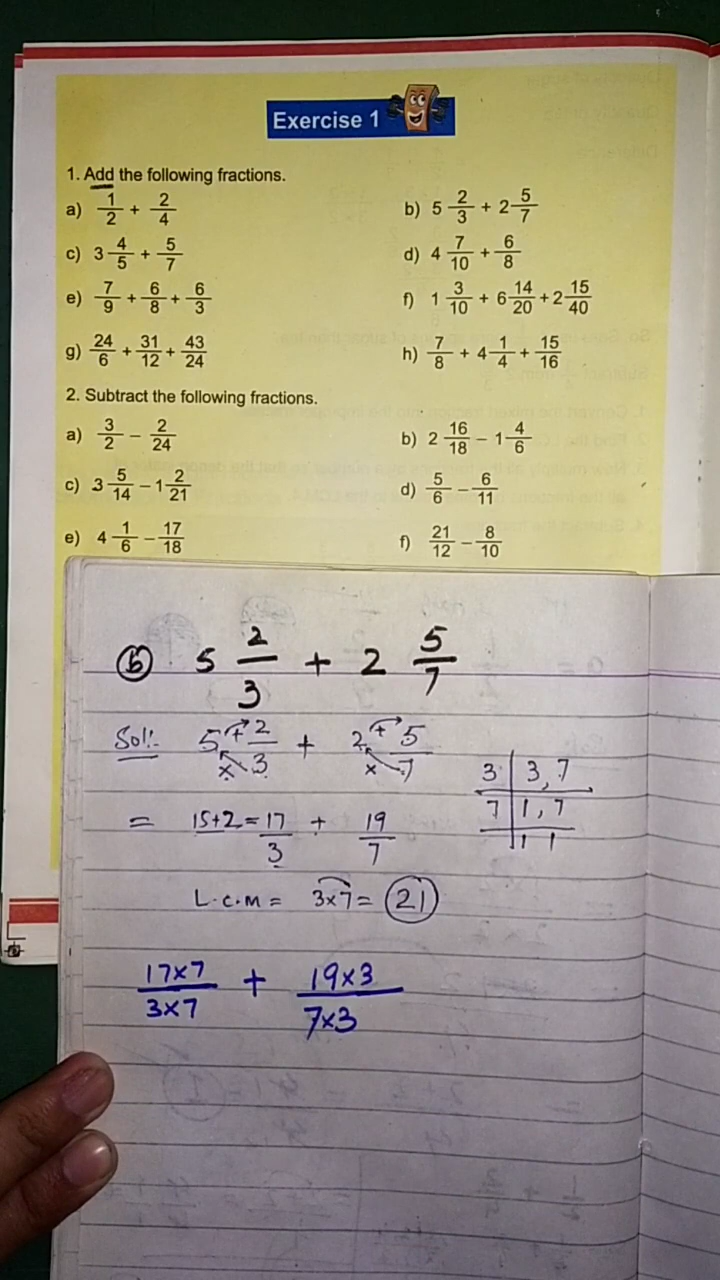 Exercise 1
1. Add the following fractions.
a) 1/2 + 2/4
b) 5 2/3 + 2 5/7
c) 3 4/5 + 5/7
d) 4 7/10 + 6/8
e) 7/9 + 6/8 + 6/3
f) 1 3/10 + 6 14/20 + 2 15/40
g) 24/6 + 31/12 + 43/24
h) 7/8 + 4 1/4 + 15/16
2. Subtract the following fractions.
a) 3/2 − 2/24
b) 2 16/18 − 1 4/6
c) 3 5/14 − 1 2/21
d) 5/6 − 6/11
e) 4 1/6 − 17/18
f) 21/12 − 8/10
(b) 5 2/3 + 2 5/7
Sol:- 5 + 2 × 3 + 2 + 5 × 7
3 | 3, 7
7 | 1, 7
| 1 1
= 15+2 = 17/3 + 19/7
L.c.m = 3×7 = 21
17×7/3×7 + 19×3/7×3